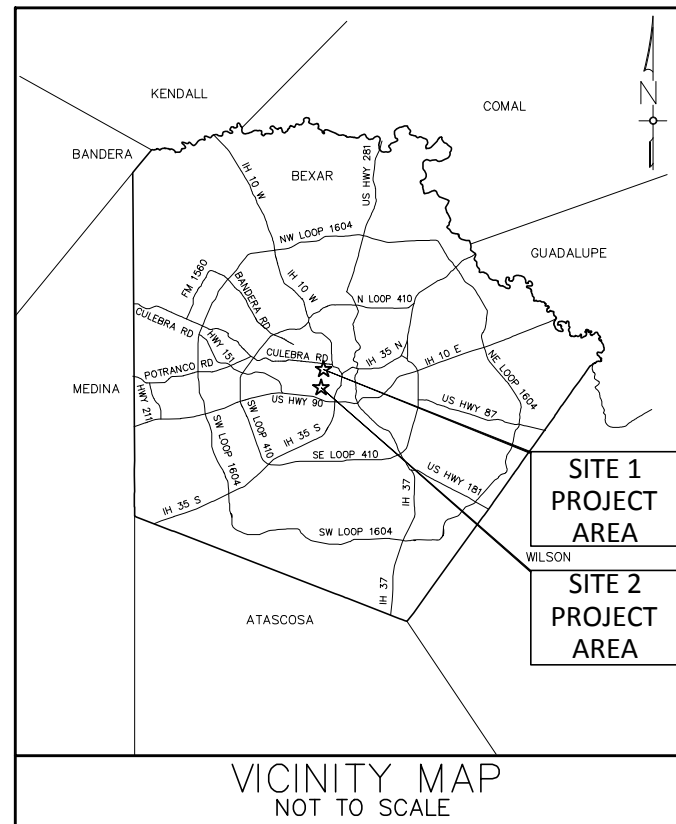 KENDALL
COMAL
N
BANDERA
BEXAR
IH 10 W
US HWY 281
NW LOOP 1604
GUADALUPE
FM 1560
BANDERA RD
IH 10 W
N LOOP 410
CULEBRA RD
HWY 151
CULEBRA RD
IH 35 N
IH 10 E
NE LOOP 1604
POTRANCO RD
MEDINA
HWY 211
US HWY 90
US HWY 87
SW LOOP 1604
SW LOOP 410
IH 35 S
SE LOOP 410
US HWY 181
IH 35 S
IH 37
SW LOOP 1604
SITE 1
PROJECT
AREA
WILSON
SITE 2
PROJECT
AREA
IH 37
ATASCOSA
VICINITY MAP
NOT TO SCALE